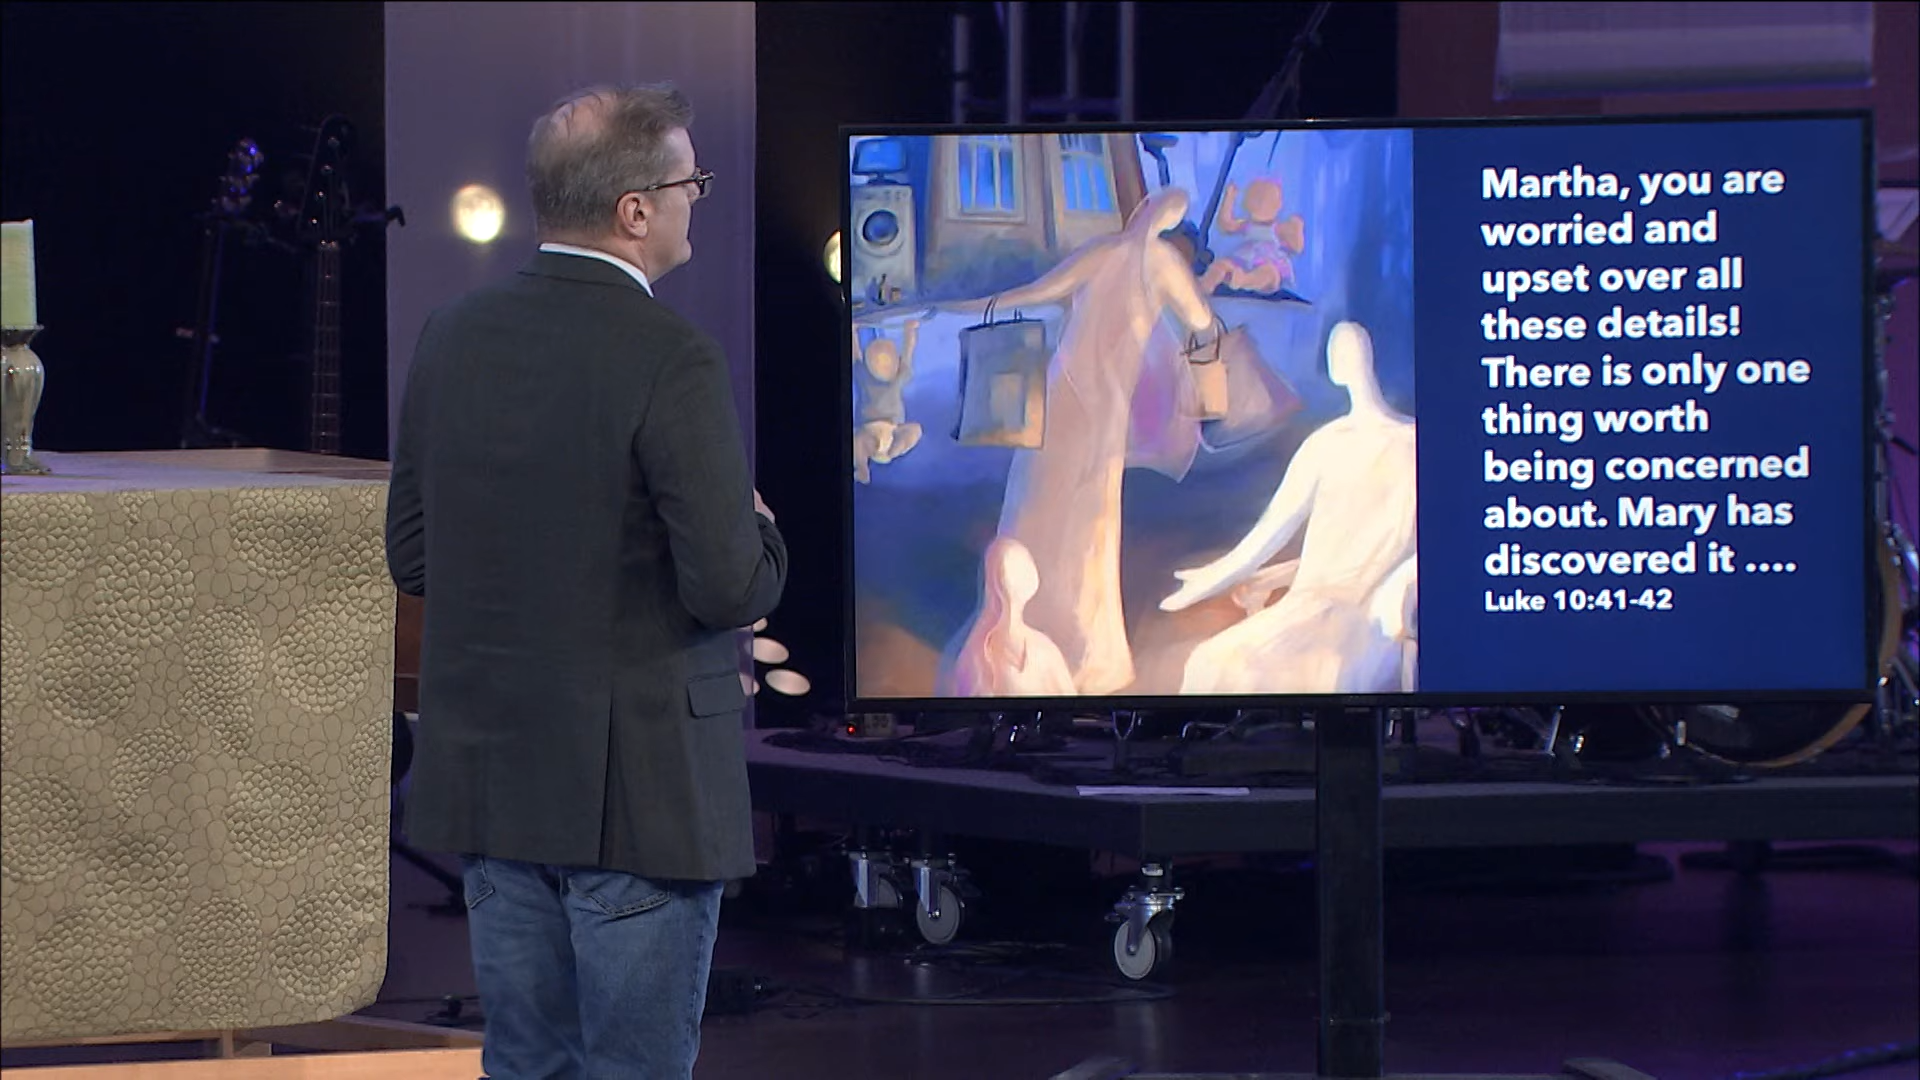 Martha, you are
worried and
upset over all
these details!
There is only one
thing worth
being concerned
about. Mary has
discovered it ....
Luke 10:41-42